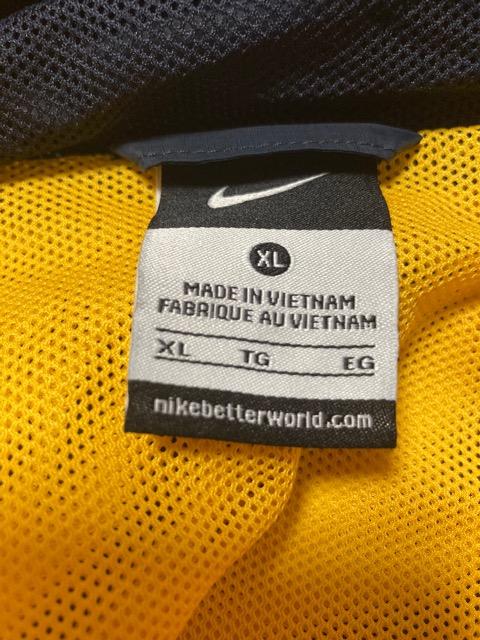 XL
MADE IN VIETNAM
FABRIQUE AU VIETNAM
XL TG EG
nikebetterworld.com